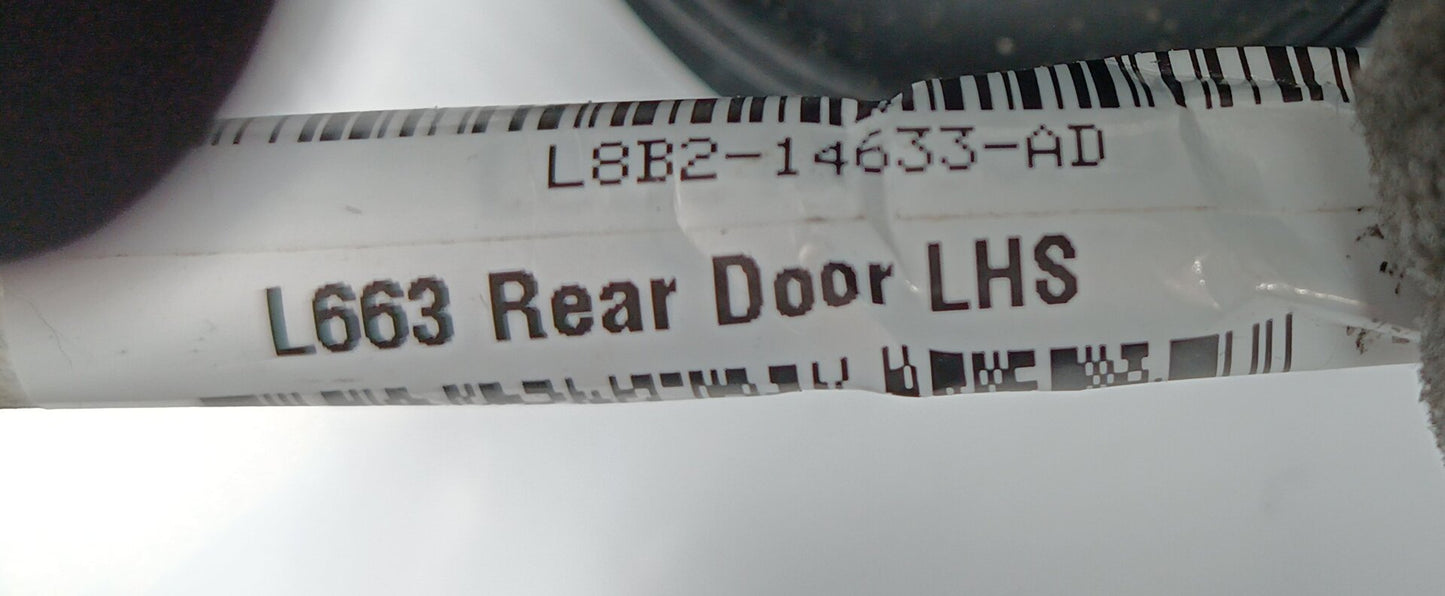 L8B2-14633-AD
L663 Rear Door LHS